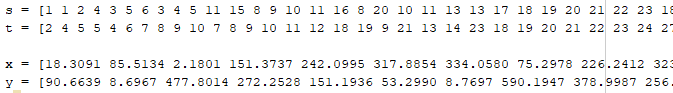 s = [1 1 2 4 3 5 6 3 4 5 11 15 8 9 10 11 16 8 20 10 11 13 13 17 18 19 20 21 22 23 18
t = [2 4 5 5 4 6 7 8 9 10 7 8 9 10 11 12 18 19 9 21 13 14 23 18 19 20 21 22 23 24 27
x = [18.3091 85.5134 2.1801 151.3737 242.0995 317.8854 334.0580 75.2978 226.2412 323
y = [90.6639 8.6967 477.8014 272.2528 151.1936 53.2990 8.7697 590.1947 378.9987 256.